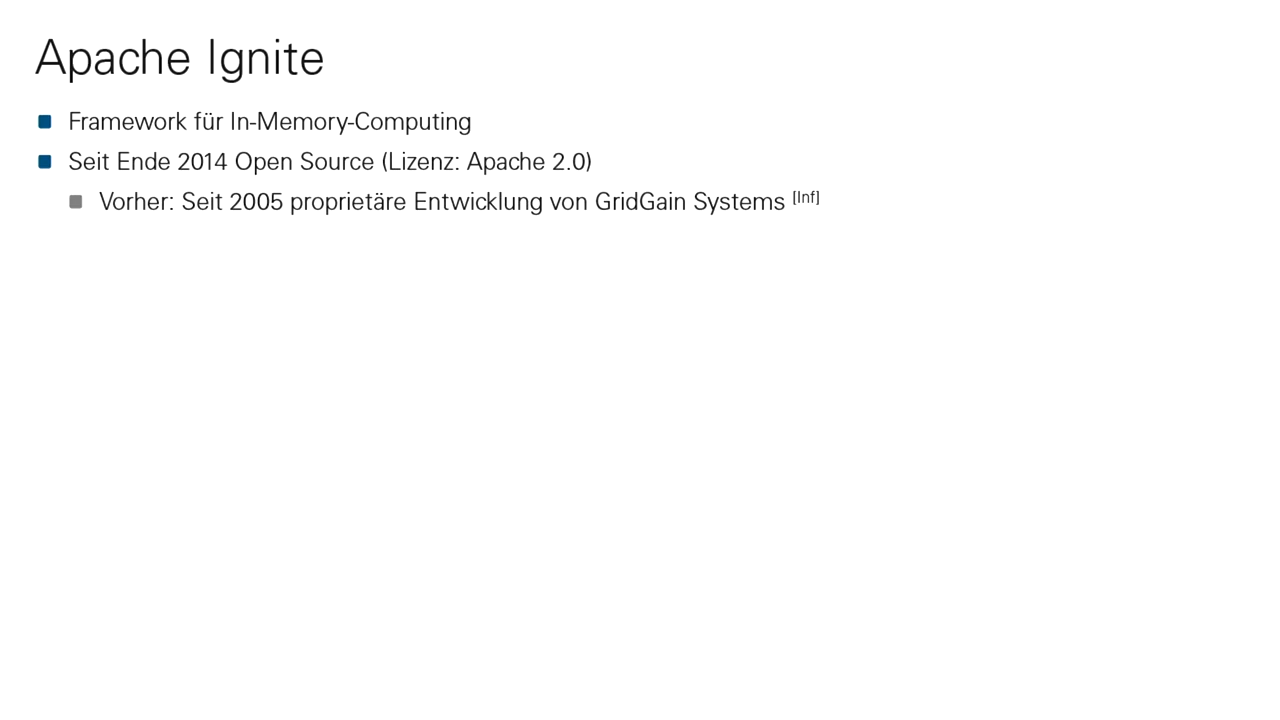 Apache Ignite
Framework für In-Memory-Computing
Seit Ende 2014 Open Source (Lizenz: Apache 2.0)
Vorher: Seit 2005 proprietäre Entwicklung von GridGain Systems [Inf]